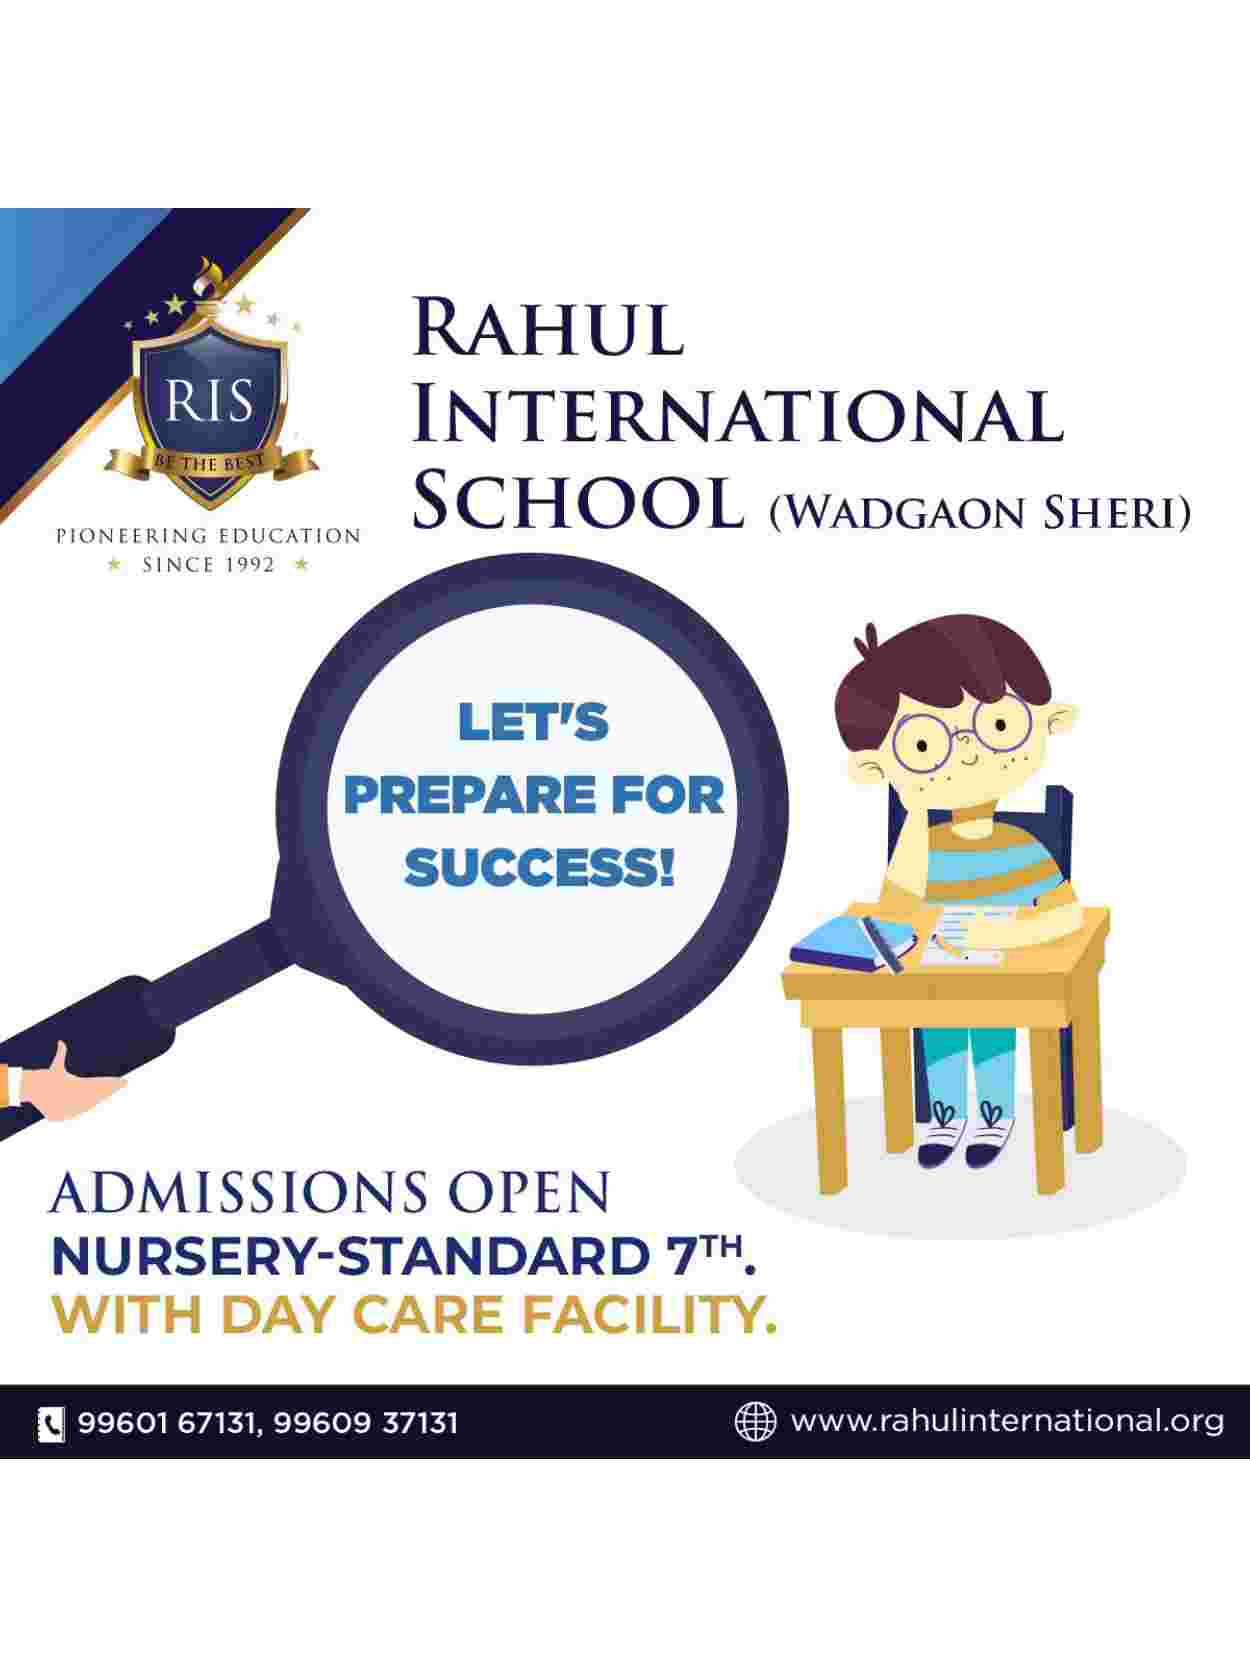 RIS
BE THE BEST
PIONEERING EDUCATION
SINCE 1992
RAHUL
INTERNATIONAL
SCHOOL (WADGAON SHERI)
LET'S
PREPARE FOR
SUCCESS!
ADMISSIONS OPEN
NURSERY-STANDARD 7TH.
WITH DAY CARE FACILITY.
99601 67131, 99609 37131
www.rahulinternational.org